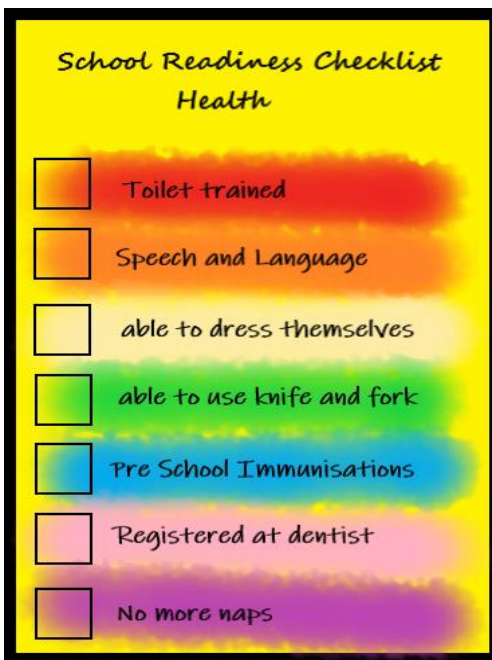 School Readiness Checklist
Health
Toilet trained
Speech and Language
able to dress themselves
able to use knife and fork
Pre School Immunisations
Registered at dentist
No more naps